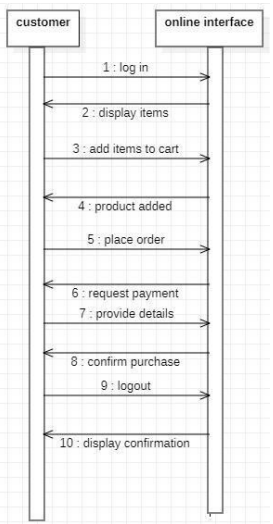 customer
online interface
1 : log in
2 : display items
3 : add items to cart
4 : product added
5 : place order
6 : request payment
7 : provide details
8 : confirm purchase
9 : logout
10 : display confirmation